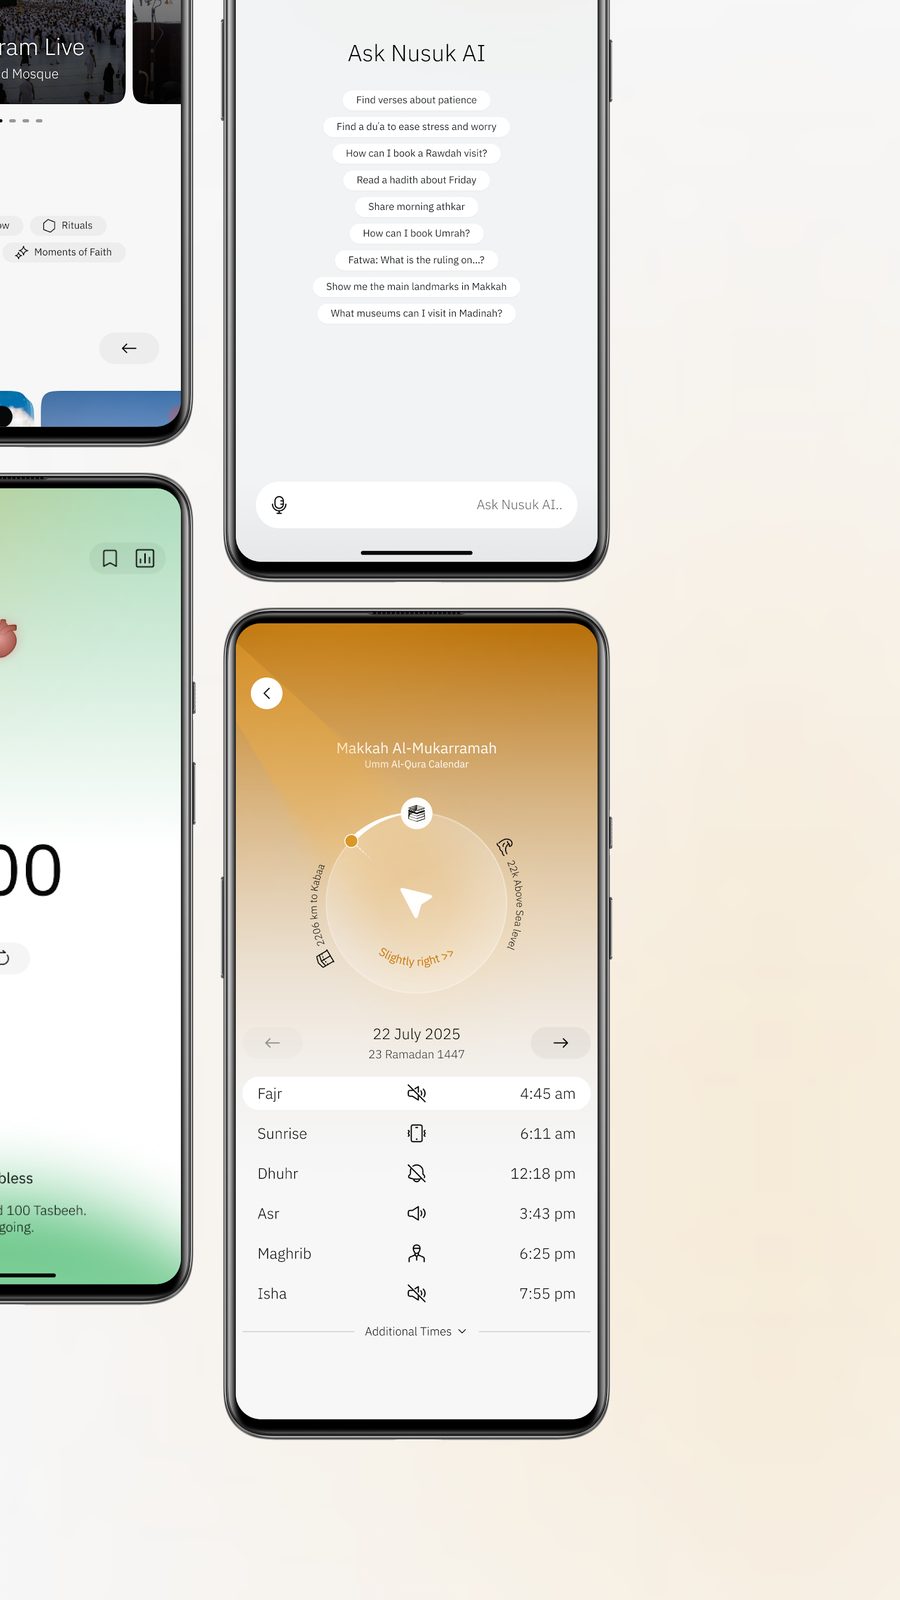 ram Live
d Mosque
ow
Rituals
Moments of Faith
Ask Nusuk AI
Find verses about patience
Find a du'a to ease stress and worry
How can I book a Rawdah visit?
Read a hadith about Friday
Share morning athkar
How can I book Umrah?
Fatwa: What is the ruling on...?
Show me the main landmarks in Makkah
What museums can I visit in Madinah?
Ask Nusuk AI..
00
bless
d 100 Tasbeeh.
going.
Makkah Al-Mukarramah
Umm Al-Qura Calendar
2206 km to Kabaa
22k Above Sea level
Slightly right >>
22 July 2025
23 Ramadan 1447
Fajr 4:45 am
Sunrise 6:11 am
Dhuhr 12:18 pm
Asr 3:43 pm
Maghrib 6:25 pm
Isha 7:55 pm
Additional Times